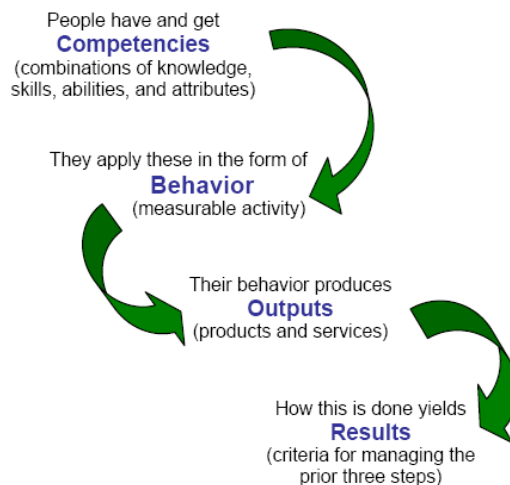 People have and get
Competencies
(combinations of knowledge,
skills, abilities, and attributes)
They apply these in the form of
Behavior
(measurable activity)
Their behavior produces
Outputs
(products and services)
How this is done yields
Results
(criteria for managing the
prior three steps)